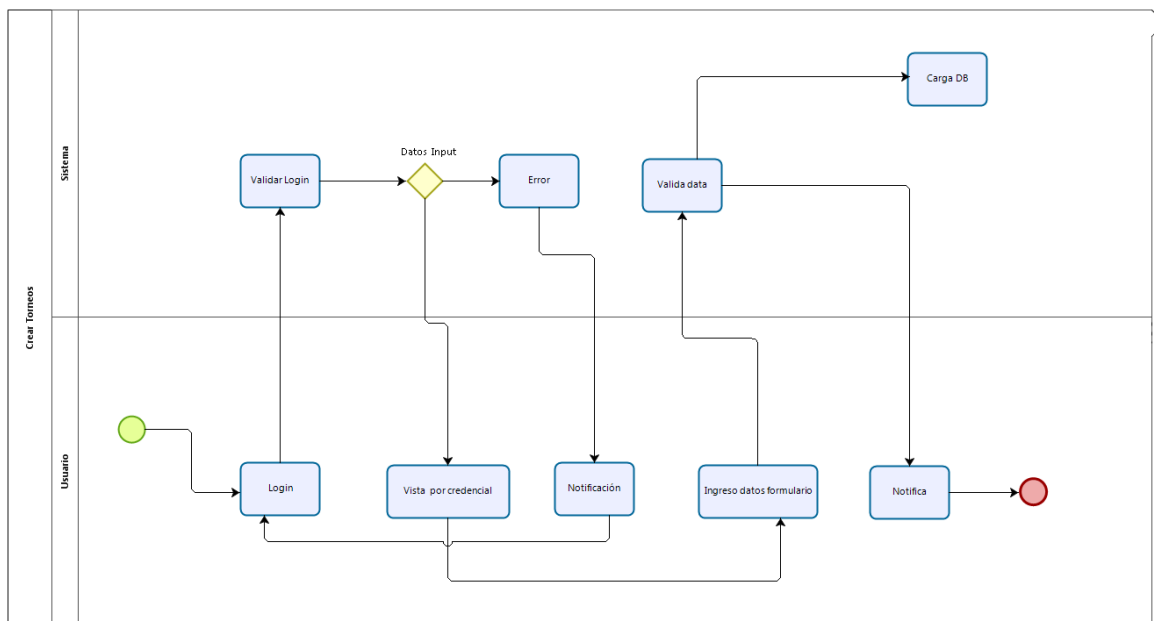 Crear Torneos
Sistema
Usuario
Carga DB
Datos Input
Validar Login
Error
Valida data
Login
Vista por credencial
Notificación
Ingreso datos formulario
Notifica